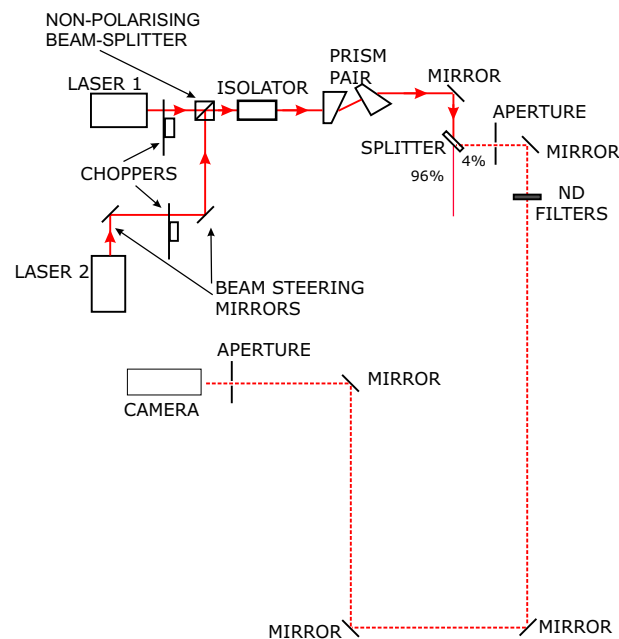 NON-POLARISING
BEAM-SPLITTER
LASER 1
ISOLATOR
PRISM
PAIR
MIRROR
APERTURE
SPLITTER
4%
96%
MIRROR
CHOPPERS
ND
FILTERS
LASER 2
BEAM STEERING
MIRRORS
APERTURE
MIRROR
CAMERA
MIRROR
MIRROR